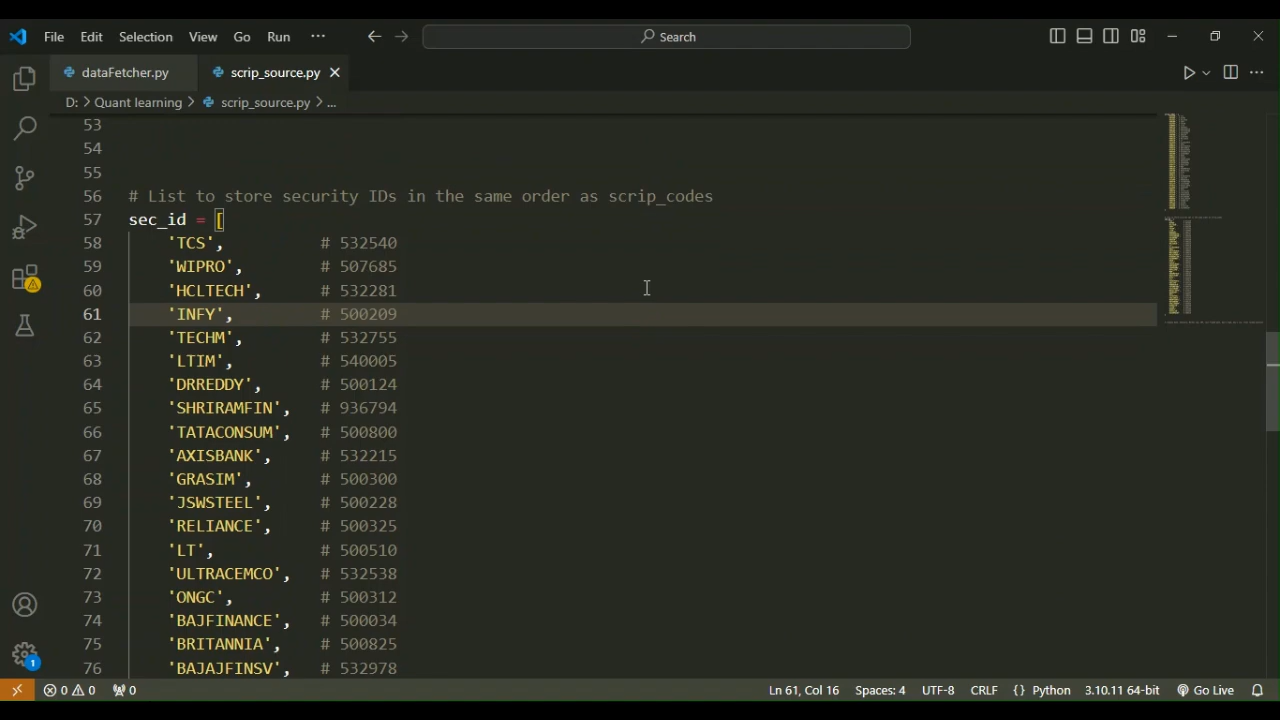 File Edit Selection View Go Run ··· Search
dataFetcher.py scrip_source.py
D: > Quant learning > scrip_source.py > ...
53
54
55
56 # List to store security IDs in the same order as scrip_codes
57 sec_id = [
58 'TCS', # 532540
59 'WIPRO', # 507685
60 'HCLTECH', # 532281
61 'INFY', # 500209
62 'TECHM', # 532755
63 'LTIM', # 540005
64 'DRREDDY', # 500124
65 'SHRIRAMFIN', # 936794
66 'TATACONSUM', # 500800
67 'AXISBANK', # 532215
68 'GRASIM', # 500300
69 'JSWSTEEL', # 500228
70 'RELIANCE', # 500325
71 'LT', # 500510
72 'ULTRACEMCO', # 532538
73 'ONGC', # 500312
74 'BAJFINANCE', # 500034
75 'BRITANNIA', # 500825
76 'BAJAJFINSV', # 532978
1
0 0 0 Ln 61, Col 16 Spaces: 4 UTF-8 CRLF {} Python 3.10.11 64-bit Go Live